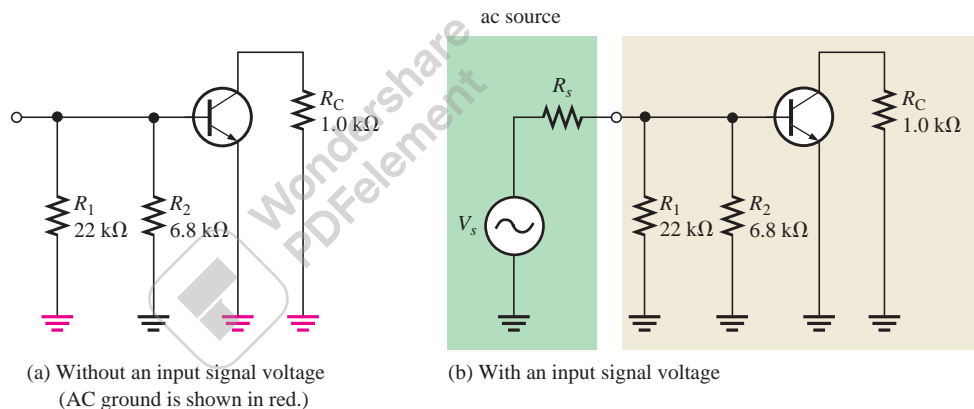 ac source
R_C
1.0 kΩ
R_1
22 kΩ
R_2
6.8 kΩ
(a) Without an input signal voltage
(AC ground is shown in red.)
R_s
V_s
R_1
22 kΩ
R_2
6.8 kΩ
R_C
1.0 kΩ
(b) With an input signal voltage
Wondershare
PDFelement